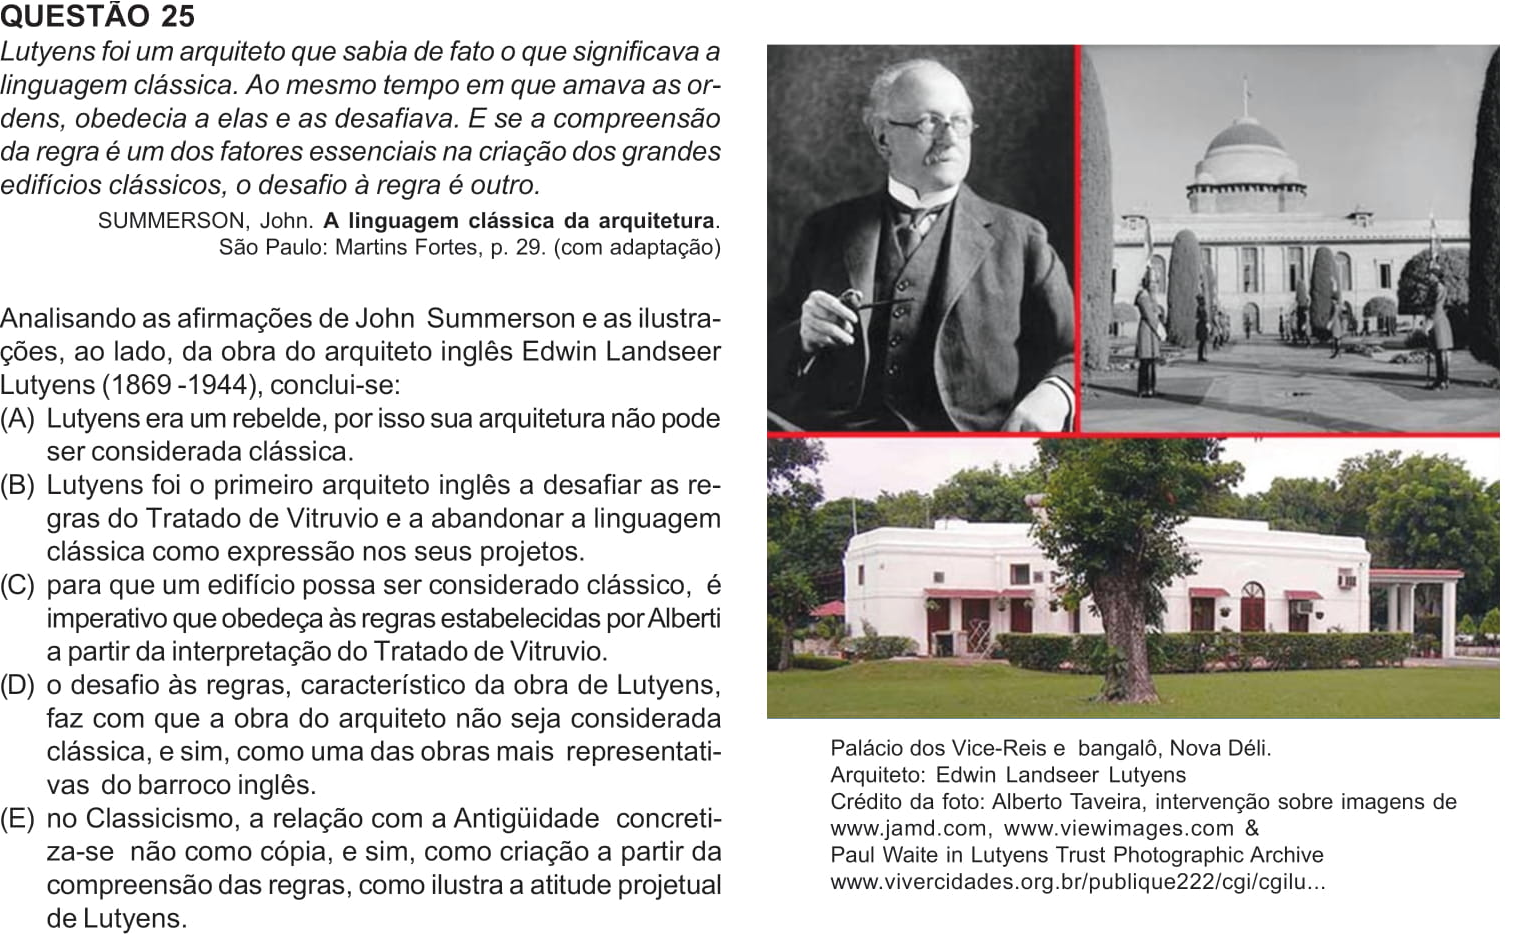 QUESTÃO 25
Lutyens foi um arquiteto que sabia de fato o que significava a
linguagem clássica. Ao mesmo tempo em que amava as or-
dens, obedecia a elas e as desafiava. E se a compreensão
da regra é um dos fatores essenciais na criação dos grandes
edifícios clássicos, o desafio à regra é outro.
SUMMERSON, John. A linguagem clássica da arquitetura.
São Paulo: Martins Fortes, p. 29. (com adaptação)
Analisando as afirmações de John Summerson e as ilustra-
ções, ao lado, da obra do arquiteto inglês Edwin Landseer
Lutyens (1869 -1944), conclui-se:
(A) Lutyens era um rebelde, por isso sua arquitetura não pode
ser considerada clássica.
(B) Lutyens foi o primeiro arquiteto inglês a desafiar as re-
gras do Tratado de Vitruvio e a abandonar a linguagem
clássica como expressão nos seus projetos.
(C) para que um edifício possa ser considerado clássico, é
imperativo que obedeça às regras estabelecidas por Alberti
a partir da interpretação do Tratado de Vitruvio.
(D) o desafio às regras, característico da obra de Lutyens,
faz com que a obra do arquiteto não seja considerada
clássica, e sim, como uma das obras mais representati-
vas do barroco inglês.
(E) no Classicismo, a relação com a Antigüidade concreti-
za-se não como cópia, e sim, como criação a partir da
compreensão das regras, como ilustra a atitude projetual
de Lutyens.
Palácio dos Vice-Reis e bangalô, Nova Déli.
Arquiteto: Edwin Landseer Lutyens
Crédito da foto: Alberto Taveira, intervenção sobre imagens de
www.jamd.com, www.viewimages.com &
Paul Waite in Lutyens Trust Photographic Archive
www.vivercidades.org.br/publique222/cgi/cgilu...